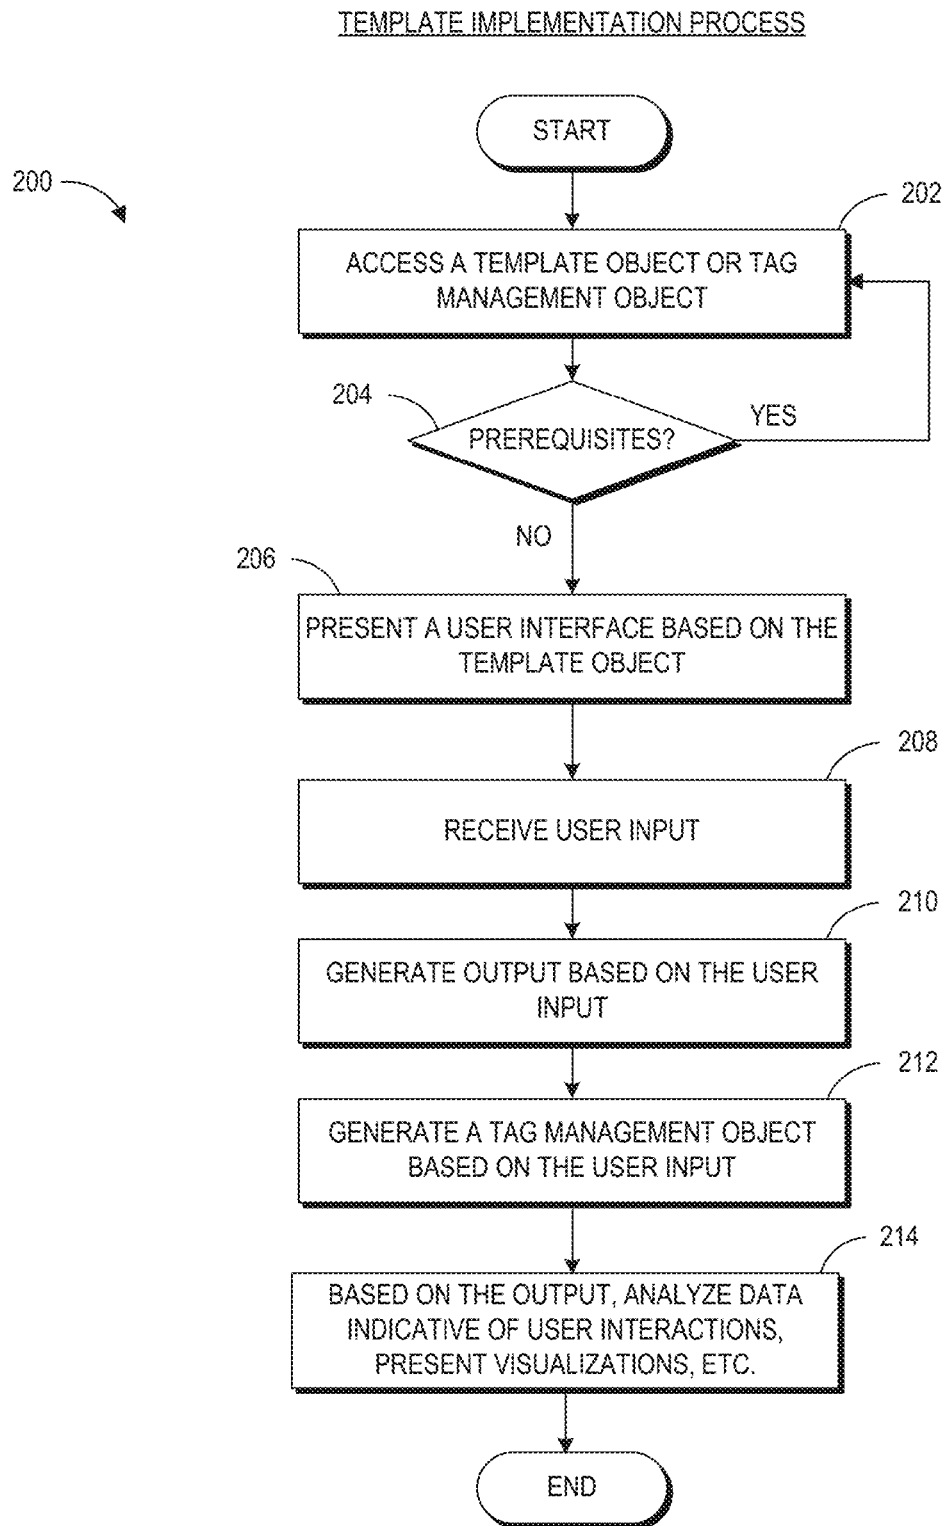 TEMPLATE IMPLEMENTATION PROCESS
START
200
202
ACCESS A TEMPLATE OBJECT OR TAG
MANAGEMENT OBJECT
204
PREREQUISITES?
YES
NO
206
PRESENT A USER INTERFACE BASED ON THE
TEMPLATE OBJECT
208
RECEIVE USER INPUT
210
GENERATE OUTPUT BASED ON THE USER
INPUT
212
GENERATE A TAG MANAGEMENT OBJECT
BASED ON THE USER INPUT
214
BASED ON THE OUTPUT, ANALYZE DATA
INDICATIVE OF USER INTERACTIONS,
PRESENT VISUALIZATIONS, ETC.
END